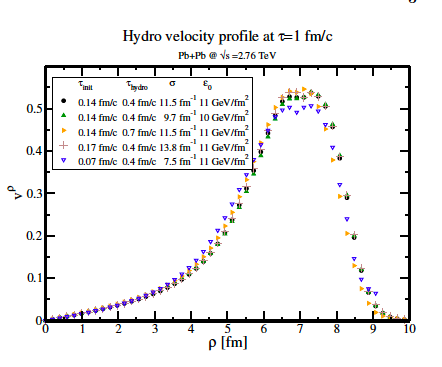 Hydro velocity profile at τ=1 fm/c
Pb+Pb @ √s =2.76 TeV
τinit τhydro σ ε0
0.14 fm/c 0.4 fm/c 11.5 fm⁻¹ 11 GeV/fm²
0.14 fm/c 0.4 fm/c 9.7 fm⁻¹ 10 GeV/fm²
0.14 fm/c 0.7 fm/c 11.5 fm⁻¹ 11 GeV/fm²
0.17 fm/c 0.4 fm/c 13.8 fm⁻¹ 11 GeV/fm²
0.07 fm/c 0.4 fm/c 7.5 fm⁻¹ 11 GeV/fm²
0.5
0.4
0.3
0.2
0.1
0
vᵖ
0 1 2 3 4 5 6 7 8 9 10
ρ [fm]